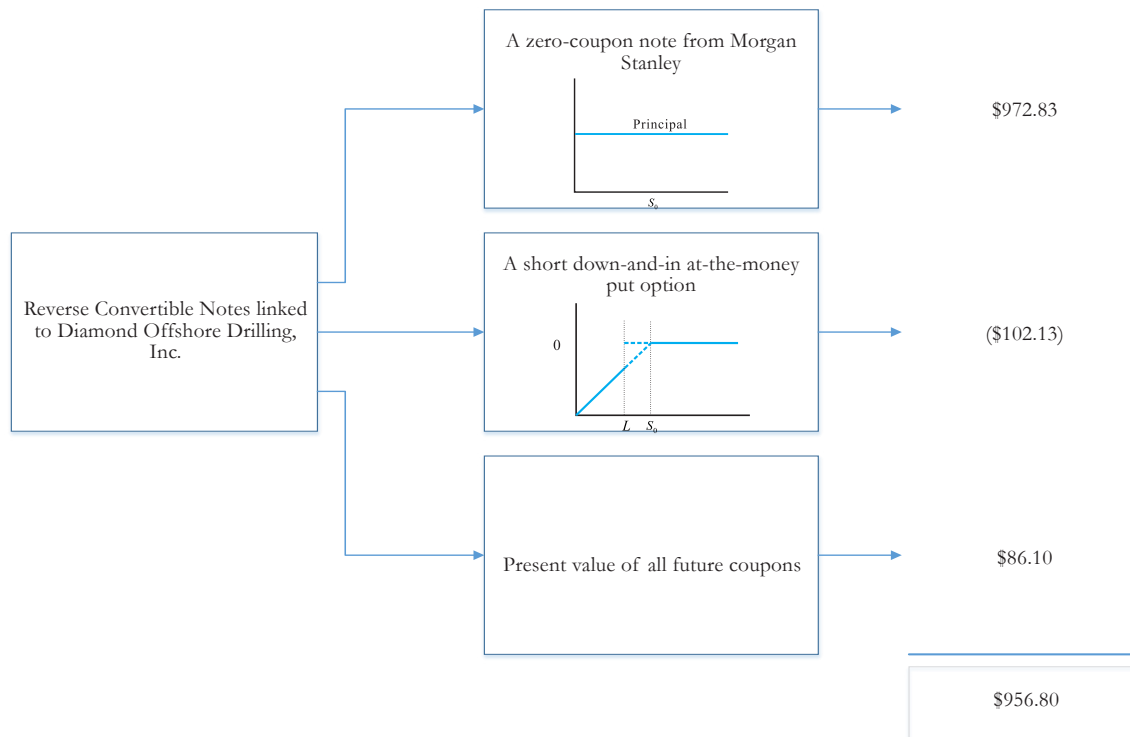 A zero-coupon note from Morgan
Stanley
Principal
S₀
$972.83
Reverse Convertible Notes linked
to Diamond Offshore Drilling,
Inc.
A short down-and-in at-the-money
put option
0
L S₀
($102.13)
Present value of all future coupons
$86.10
$956.80